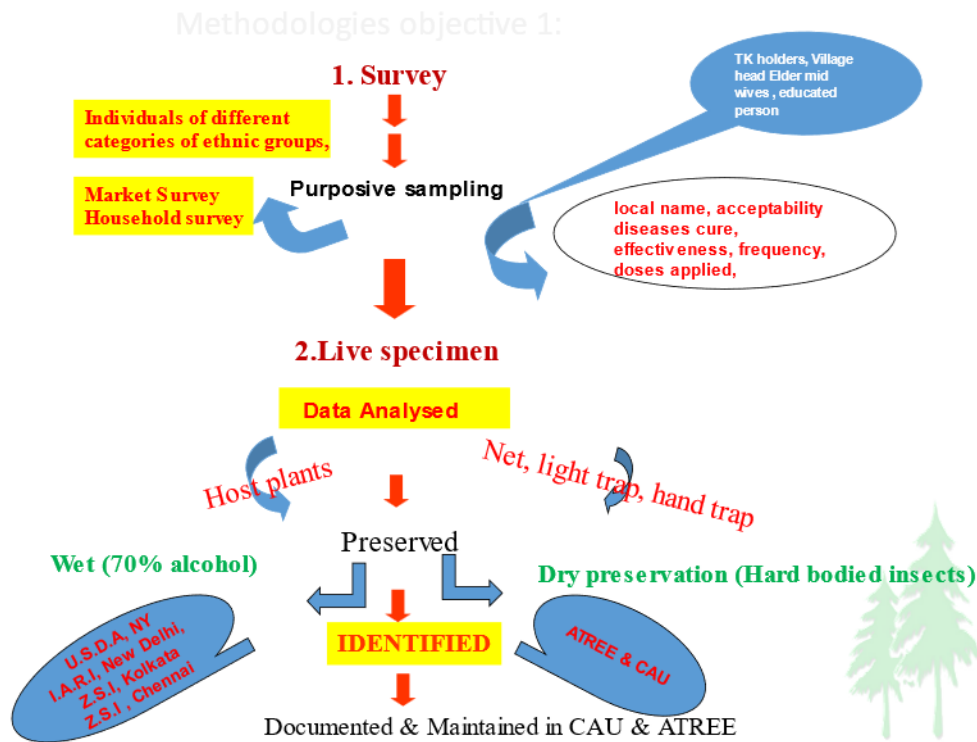 Methodologies objective 1:
1. Survey
TK holders, Village
head Elder mid
wives , educated
person
Individuals of different
categories of ethnic groups,
Purposive sampling
Market Survey
Household survey
local name, acceptability
diseases cure,
effectiveness, frequency,
doses applied,
2.Live specimen
Data Analysed
Host plants
Net, light trap, hand trap
Preserved
Wet (70% alcohol)
Dry preservation (Hard bodied insects)
U.S.D.A, NY
I.A.R.I, New Delhi,
Z.S.I, Kolkata
Z.S.I , Chennai
IDENTIFIED
ATREE & CAU
Documented & Maintained in CAU & ATREE